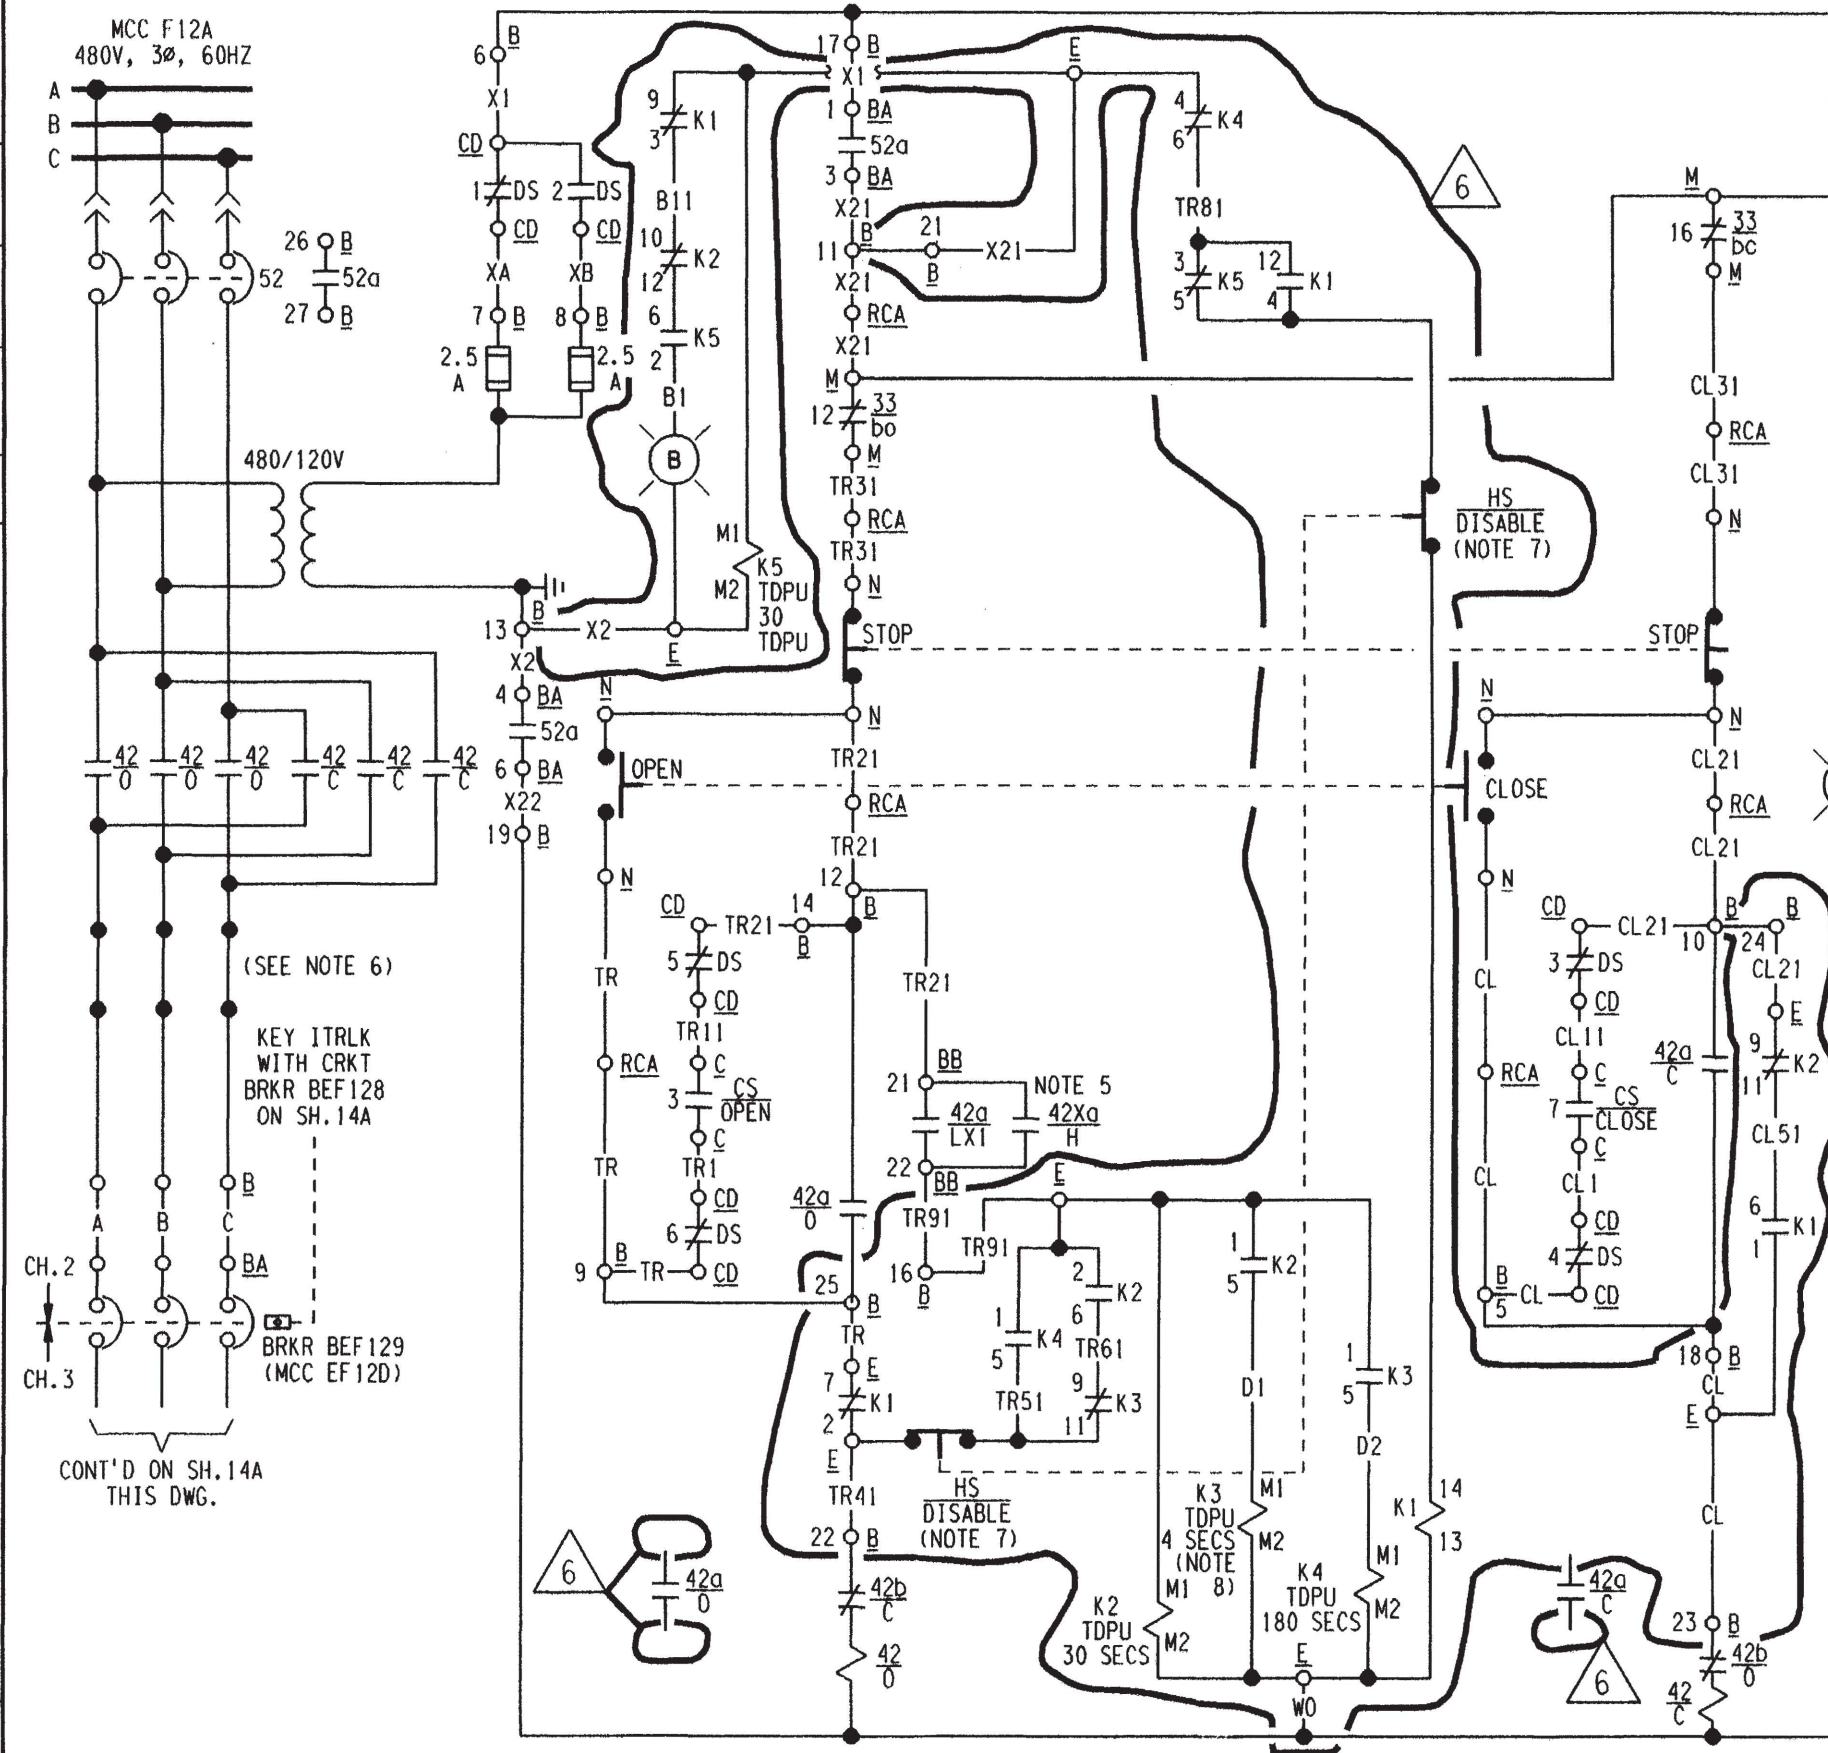 MCC F12A
480V, 3ø, 60HZ
A
B
C
52
26 B
52a
27 B
480/120V
42
O
42
O
42
O
42
C
42
C
42
C
(SEE NOTE 6)
KEY ITRLK
WITH CRKT
BRKR BEF128
ON SH.14A
B
A B C
BA
CH.2
CH.3
BRKR BEF129
(MCC EF12D)
CONT'D ON SH.14A
THIS DWG.
6 B
X1
CD
1 DS 2 DS
CD CD
XA XB
7 B 8 B
2.5
A
2.5
A
B
13 X2
X2
4 BA
52a
6 BA
X22
19 B
9
3 K1
B11
10
K2
12
6
K5
2
B1
B
M1
M2
K5
TDPU
30
TDPU
E
17 B
X1
1 BA
52a
3 BA
X21
B
11
21
B
X21
E
X21
RCA
X21
M
12 33
bo
M
TR31
RCA
TR31
N
STOP
N
N
OPEN
TR21
RCA
TR21
12
B
N
TR
RCA
TR
9 B
TR
CD
TR21
14
B
5 DS
CD
TR11
C
3 CS
OPEN
C
TR1
CD
6 DS
CD
42a
O
TR21
BB
21
42a
LX1
NOTE 5
42Xa
H
22
BB
TR91
16
B
TR91
E
25
B
TR
E
7
K1
2
E
TR41
22 B
42b
C
42
O
1
K4
5
TR51
2
K2
6
TR61
9
K3
11
HS
DISABLE
(NOTE 7)
1
K2
5
D1
1
K3
5
D2
K3
TDPU
4 SECS
(NOTE
8)
M1
M2
M1
M2
K2
TDPU
30 SECS
K4
TDPU
180 SECS
M1
M2
K1
14
13
E
WO
6
42a
O
4
K4
6
TR81
3
K5
5
12
K1
4
HS
DISABLE
(NOTE 7)
6
M
16 33
bc
M
CL31
RCA
CL31
N
STOP
N
N
CLOSE
CL21
RCA
CL21
N
CL
RCA
CL
B
5 CL
CD
CL21
B
10
B
24
3 DS
CD
CL11
C
7 CS
CLOSE
C
CL1
CD
4 DS
CD
42a
C
CL21
E
9
K2
11
CL51
6
K1
1
18 B
CL
E
CL
23 B
42b
O
42
C
42a
C
6